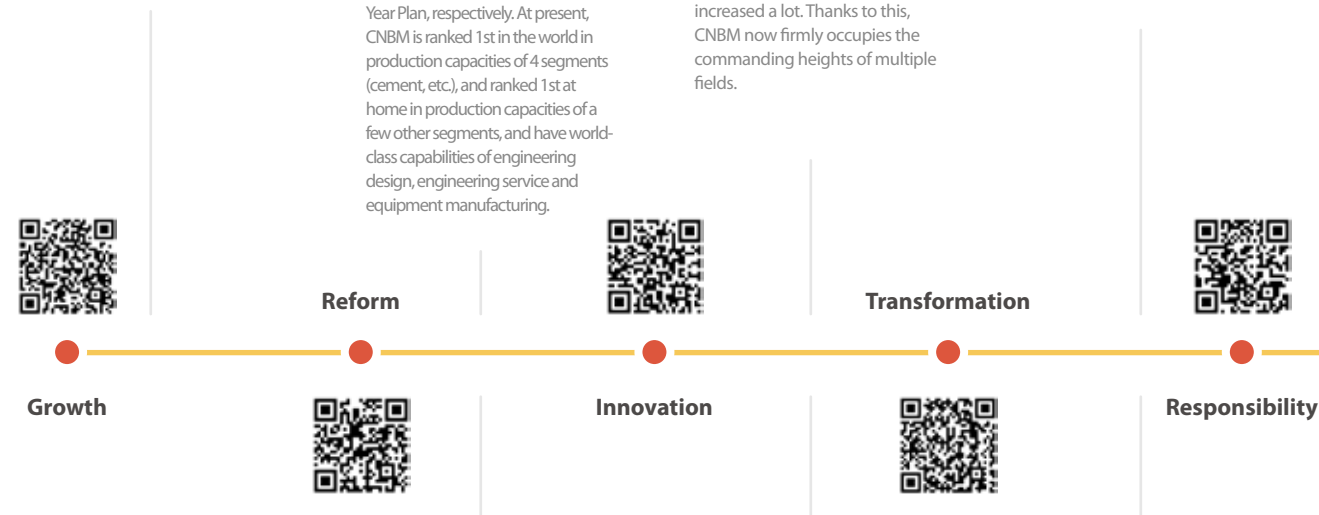 Year Plan, respectively. At present,
CNBM is ranked 1st in the world in
production capacities of 4 segments
(cement, etc.), and ranked 1st at
home in production capacities of a
few other segments, and have world-
class capabilities of engineering
design, engineering service and
equipment manufacturing.
increased a lot. Thanks to this,
CNBM now firmly occupies the
commanding heights of multiple
fields.
Reform
Transformation
Growth
Innovation
Responsibility